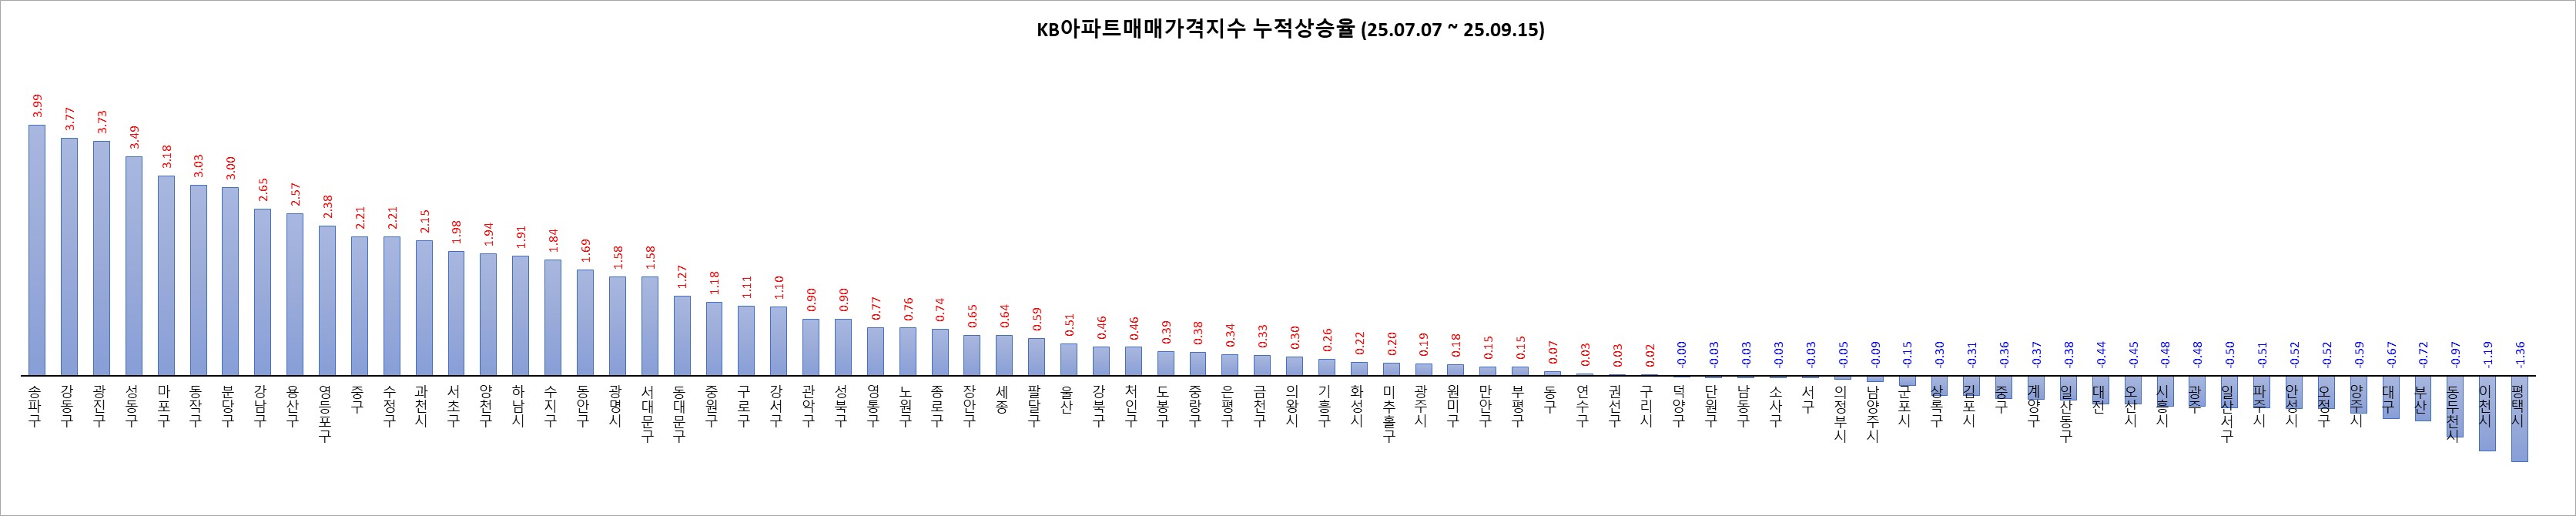 KB아파트매매가격지수 누적상승율 (25.07.07 ~ 25.09.15)
3.99 3.77 3.73 3.49 3.18 3.03 3.00 2.65 2.57 2.38 2.21 2.21 2.15 1.98 1.94 1.91 1.84 1.69 1.58 1.58 1.27 1.18 1.11 1.10 0.90 0.90 0.77 0.76 0.74 0.65 0.64 0.59 0.51 0.46 0.46 0.39 0.38 0.34 0.33 0.30 0.26 0.22 0.20 0.19 0.18 0.15 0.15 0.07 0.03 0.03 0.02 -0.00 -0.03 -0.03 -0.03 -0.03 -0.05 -0.09 -0.15 -0.30 -0.31 -0.36 -0.37 -0.38 -0.44 -0.45 -0.48 -0.48 -0.50 -0.51 -0.52 -0.52 -0.59 -0.67 -0.72 -0.97 -1.19 -1.36
송파구 강동구 광진구 성동구 마포구 동작구 분당구 강남구 용산구 영등포구 중구 수정구 과천시 서초구 양천구 하남시 수지구 동안구 광명시 서대문구 동대문구 중원구 구로구 강서구 관악구 성북구 영통구 노원구 종로구 장안구 세종 팔달구 울산 강북구 처인구 도봉구 중랑구 은평구 금천구 의왕시 기흥구 화성시 미추홀구 광주시 원미구 만안구 부평구 동구 연수구 권선구 구리시 덕양구 단원구 남동구 소사구 서구 의정부시 남양주시 군포시 상록구 김포시 중구 계양구 일산동구 대전 오산시 시흥시 광주 일산서구 파주시 안성시 오정구 양주시 대구 부산 동두천시 이천시 평택시